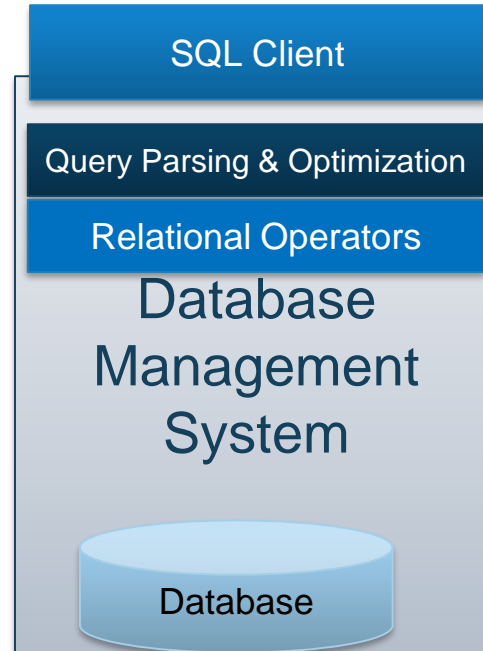 SQL Client
Query Parsing & Optimization
Relational Operators
Database
Management
System
Database